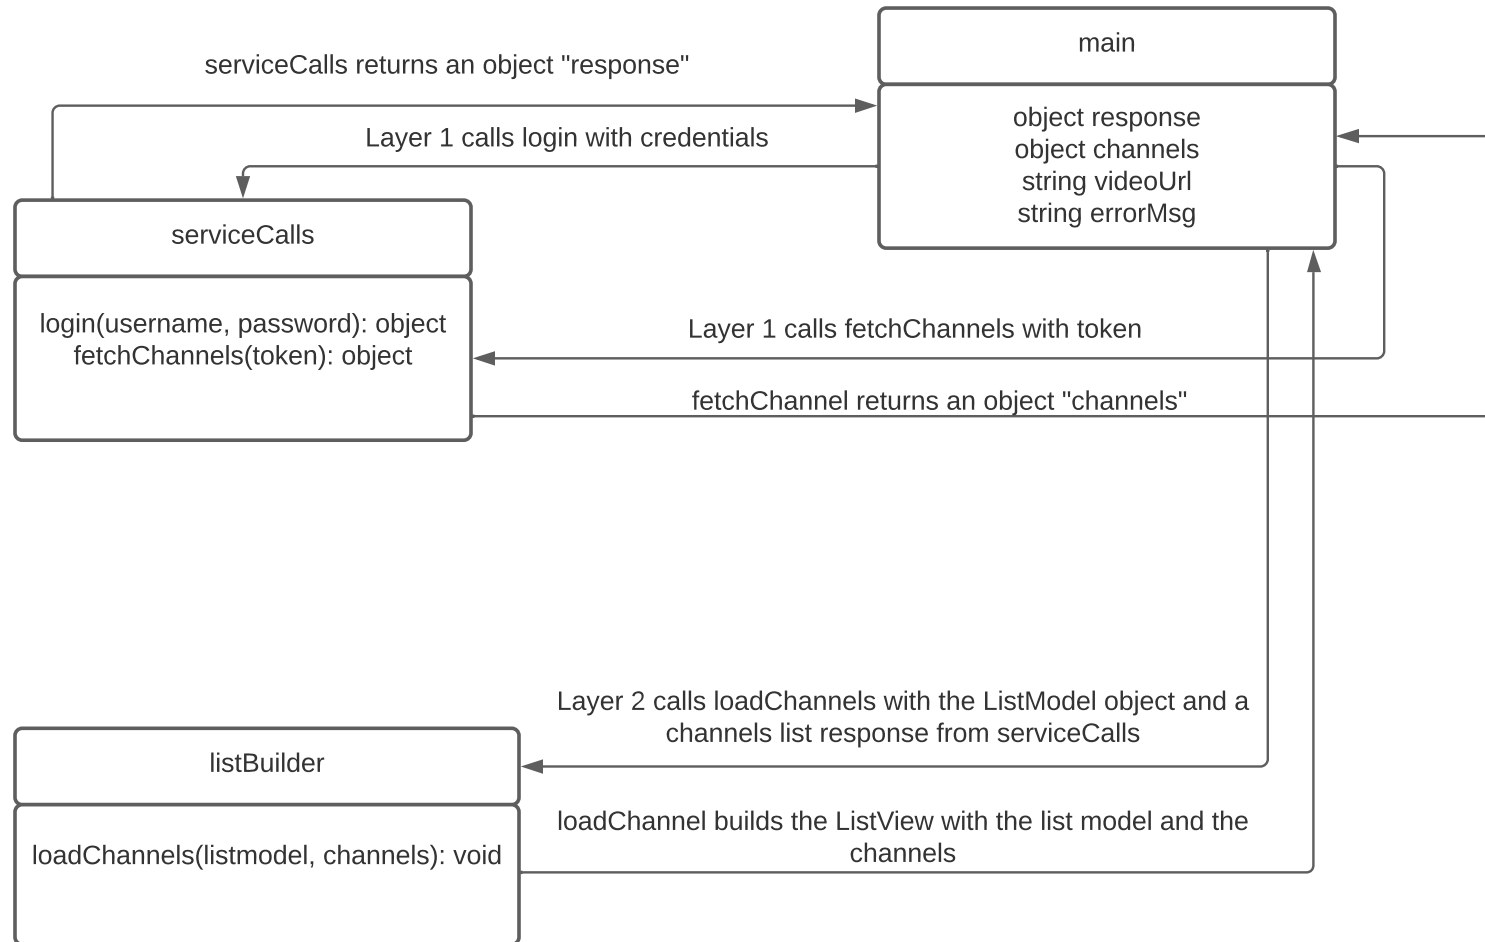 main
serviceCalls returns an object "response"
object response
object channels
string videoUrl
string errorMsg
Layer 1 calls login with credentials
serviceCalls
login(username, password): object
fetchChannels(token): object
Layer 1 calls fetchChannels with token
fetchChannel returns an object "channels"
Layer 2 calls loadChannels with the ListModel object and a
channels list response from serviceCalls
listBuilder
loadChannel builds the ListView with the list model and the
channels
loadChannels(listmodel, channels): void